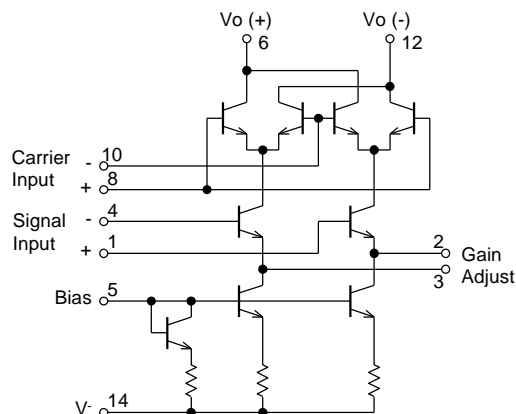 Vo (+)
6
Vo (-)
12
Carrier
Input
- 10
+ 8
Signal
Input
- 4
+ 1
2
3
Gain
Adjust
Bias 5
V- 14